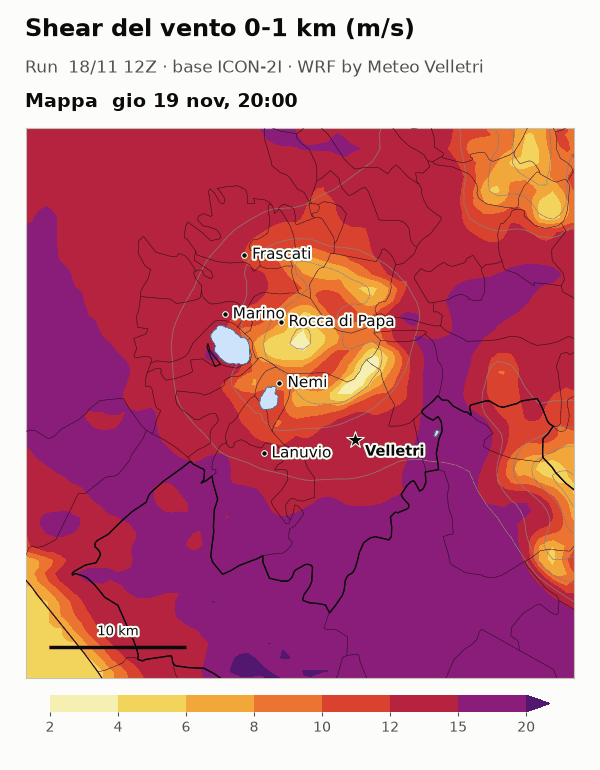 Shear del vento 0-1 km (m/s)
Run  18/11 12Z · base ICON-2I · WRF by Meteo Velletri
Mappa  gio 19 nov, 20:00
Frascati
Marino
Rocca di Papa
Nemi
Velletri
Lanuvio
10 km
2 4 6 8 10 12 15 20